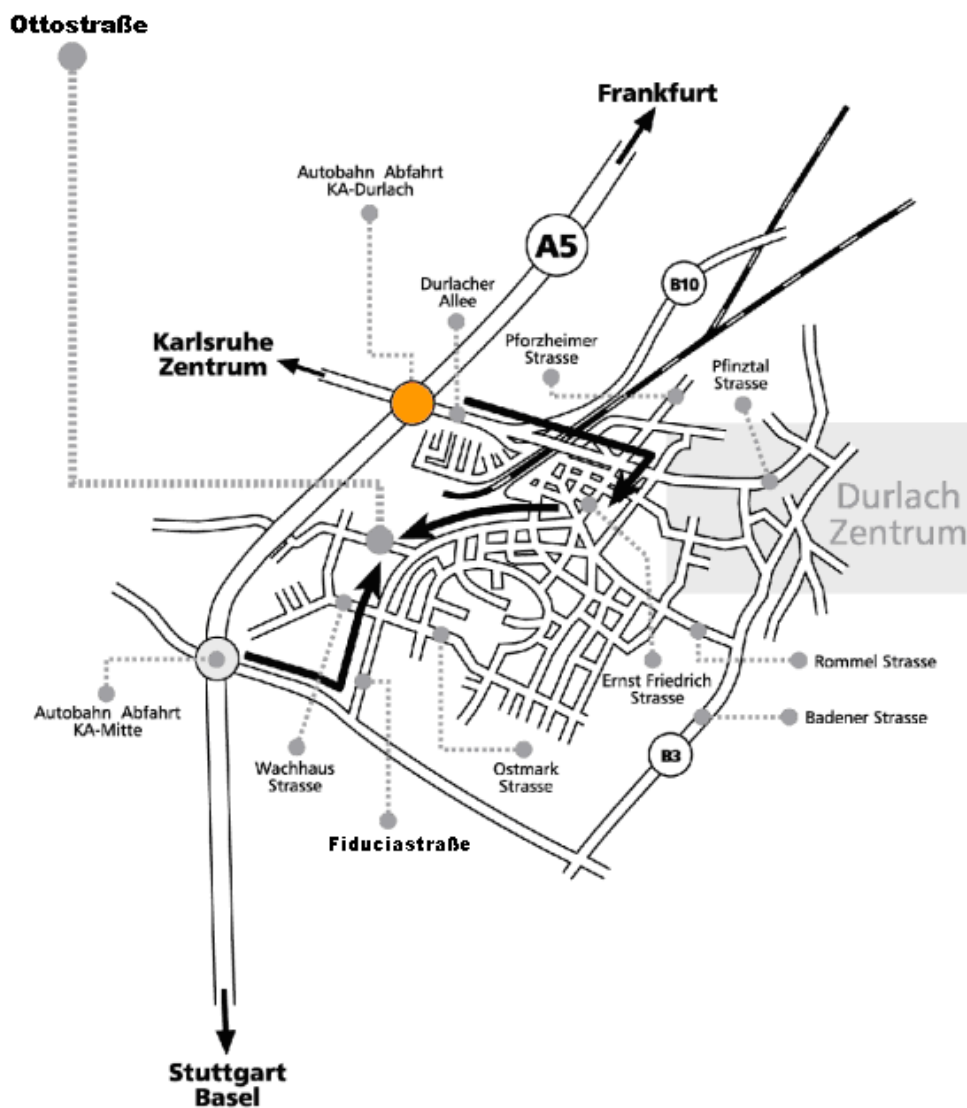 Ottostraße
Frankfurt
Autobahn Abfahrt
KA-Durlach
A5
Durlacher
Allee
B10
Karlsruhe
Zentrum
Pforzheimer
Strasse
Pfinztal
Strasse
Durlach
Zentrum
Rommel Strasse
Ernst Friedrich
Strasse
Autobahn Abfahrt
KA-Mitte
Badener Strasse
Wachhaus
Strasse
Ostmark
Strasse
B3
Fiduciastraße
Stuttgart
Basel